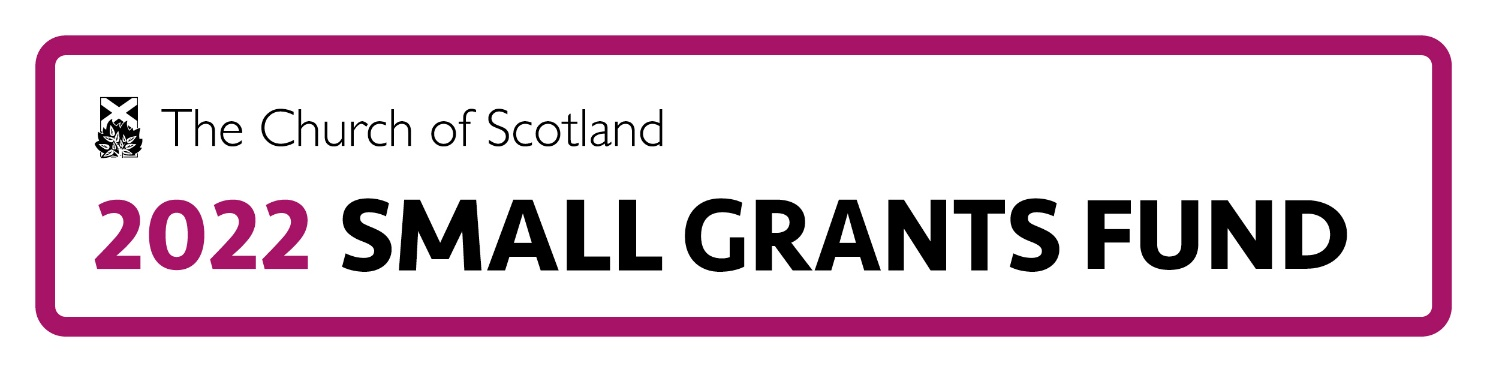 The Church of Scotland
2022 SMALL GRANTS FUND